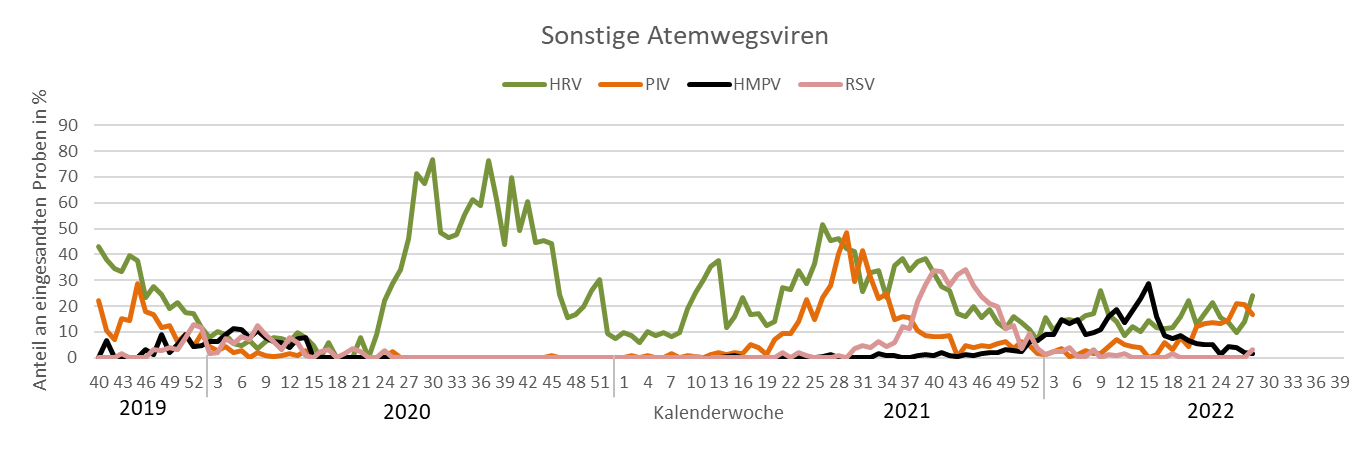 Sonstige Atemwegsviren
HRV PIV HMPV RSV
Anteil an eingesandten Proben in %
90
80
70
60
50
40
30
20
10
0
40 43 46 49 52 3 6 9 12 15 18 21 24 27 30 33 36 39 42 45 48 51 1 4 7 10 13 16 19 22 25 28 31 34 37 40 43 46 49 52 3 6 9 12 15 18 21 24 27 30 33 36 39
2019 2020 Kalenderwoche 2021 2022